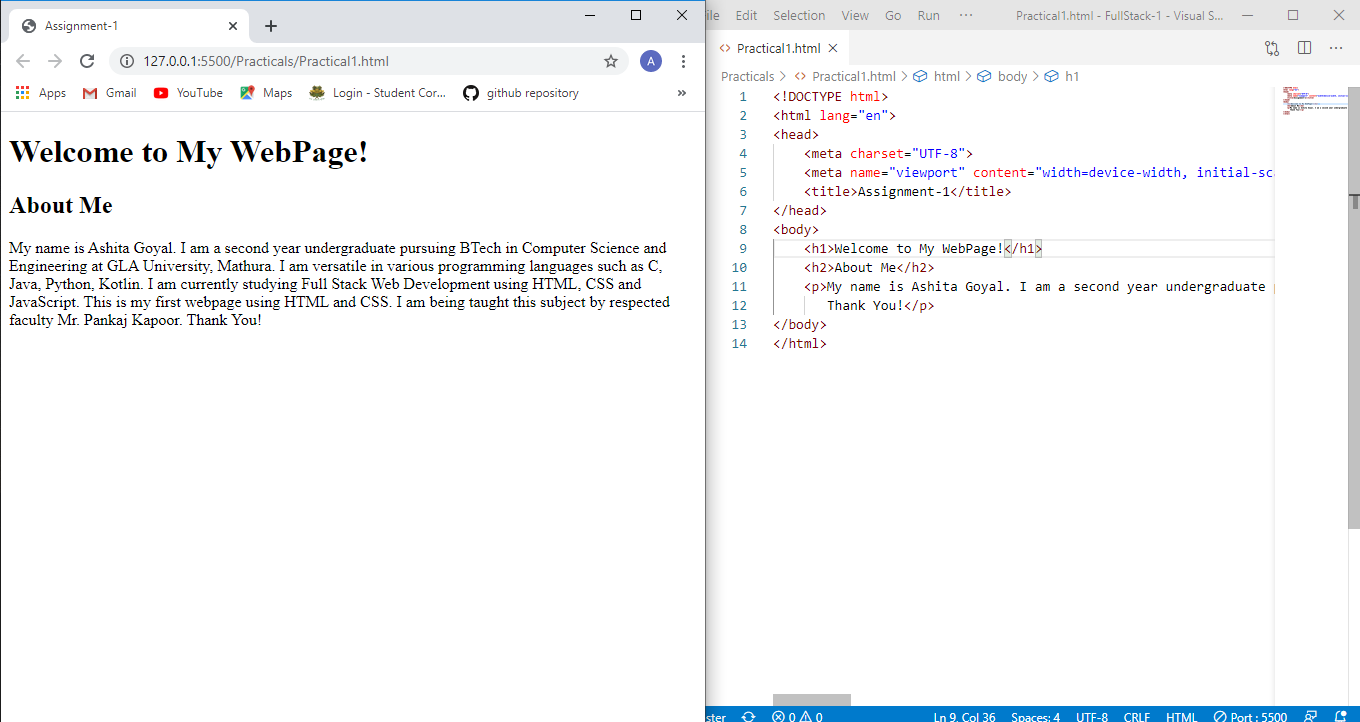 Assignment-1
127.0.0.1:5500/Practicals/Practical1.html
A
Apps Gmail YouTube Maps Login - Student Cor... github repository »
Welcome to My WebPage!
About Me
My name is Ashita Goyal. I am a second year undergraduate pursuing BTech in Computer Science and
Engineering at GLA University, Mathura. I am versatile in various programming languages such as C,
Java, Python, Kotlin. I am currently studying Full Stack Web Development using HTML, CSS and
JavaScript. This is my first webpage using HTML and CSS. I am being taught this subject by respected
faculty Mr. Pankaj Kapoor. Thank You!
ile Edit Selection View Go Run ··· Practical1.html - FullStack-1 - Visual S...
<> Practical1.html
Practicals > <> Practical1.html > html > body > h1
1 <!DOCTYPE html>
2 <html lang="en">
3 <head>
4 <meta charset="UTF-8">
5 <meta name="viewport" content="width=device-width, initial-sc
6 <title>Assignment-1</title>
7 </head>
8 <body>
9 <h1>Welcome to My WebPage!</h1>
10 <h2>About Me</h2>
11 <p>My name is Ashita Goyal. I am a second year undergraduate
12 Thank You!</p>
13 </body>
14 </html>
ster 0 0 Ln 9, Col 36 Spaces: 4 UTF-8 CRLF HTML Port : 5500